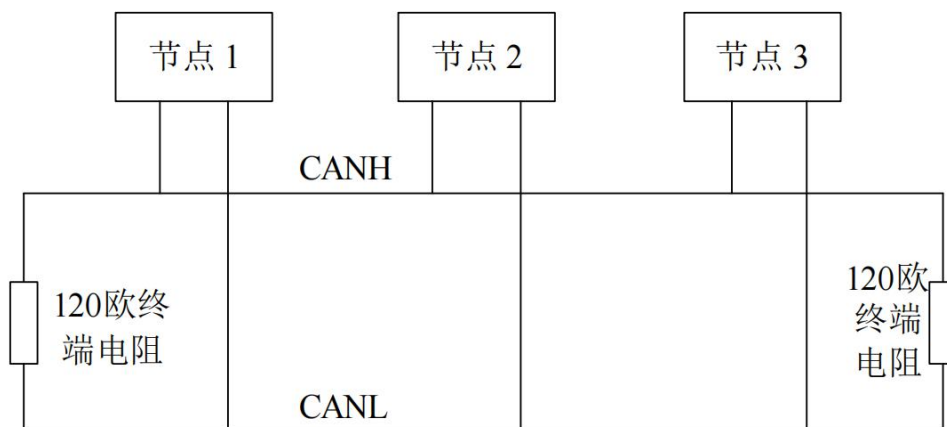 节点 1
节点 2
节点 3
CANH
120欧终
端电阻
120欧
终端
电阻
CANL